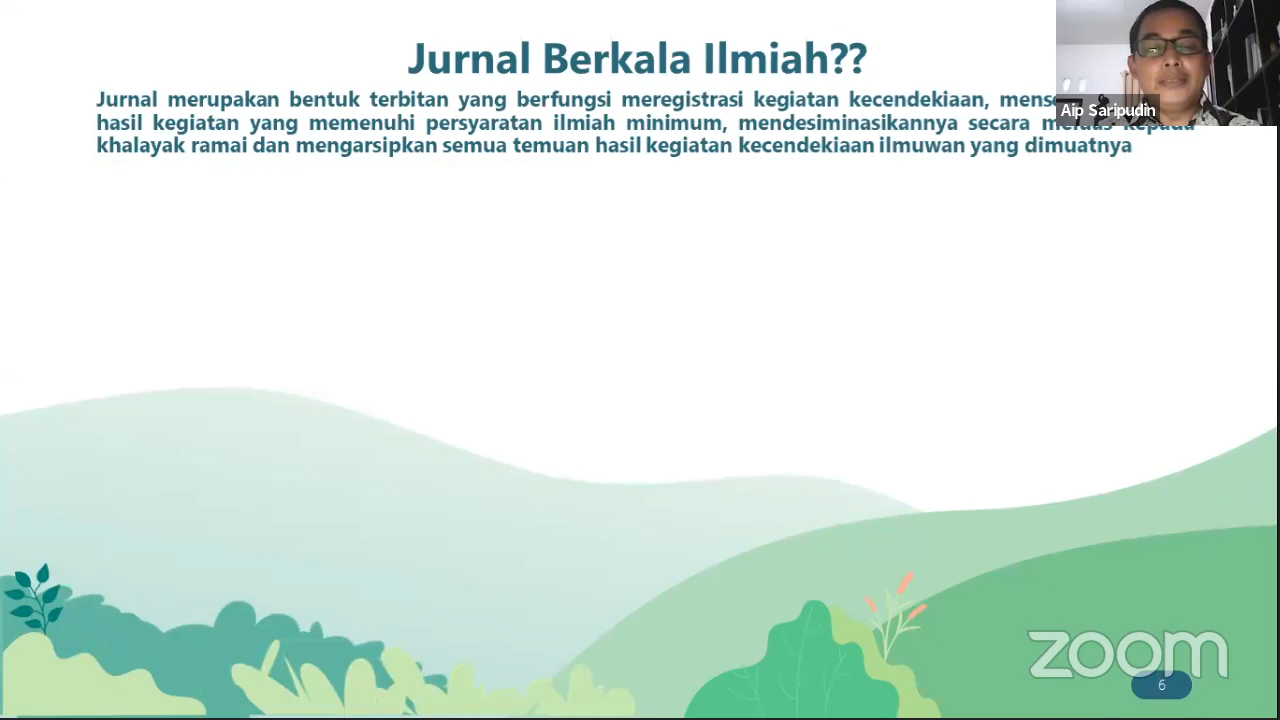 Jurnal Berkala Ilmiah??
Jurnal merupakan bentuk terbitan yang berfungsi meregistrasi kegiatan kecendekiaan,
hasil kegiatan yang memenuhi persyaratan ilmiah minimum, mendesiminasikannya secara
khalayak ramai dan mengarsipkan semua temuan hasil kegiatan kecendekiaan ilmuwan yang dimuatnya
Aip Saripudin
zoom
6